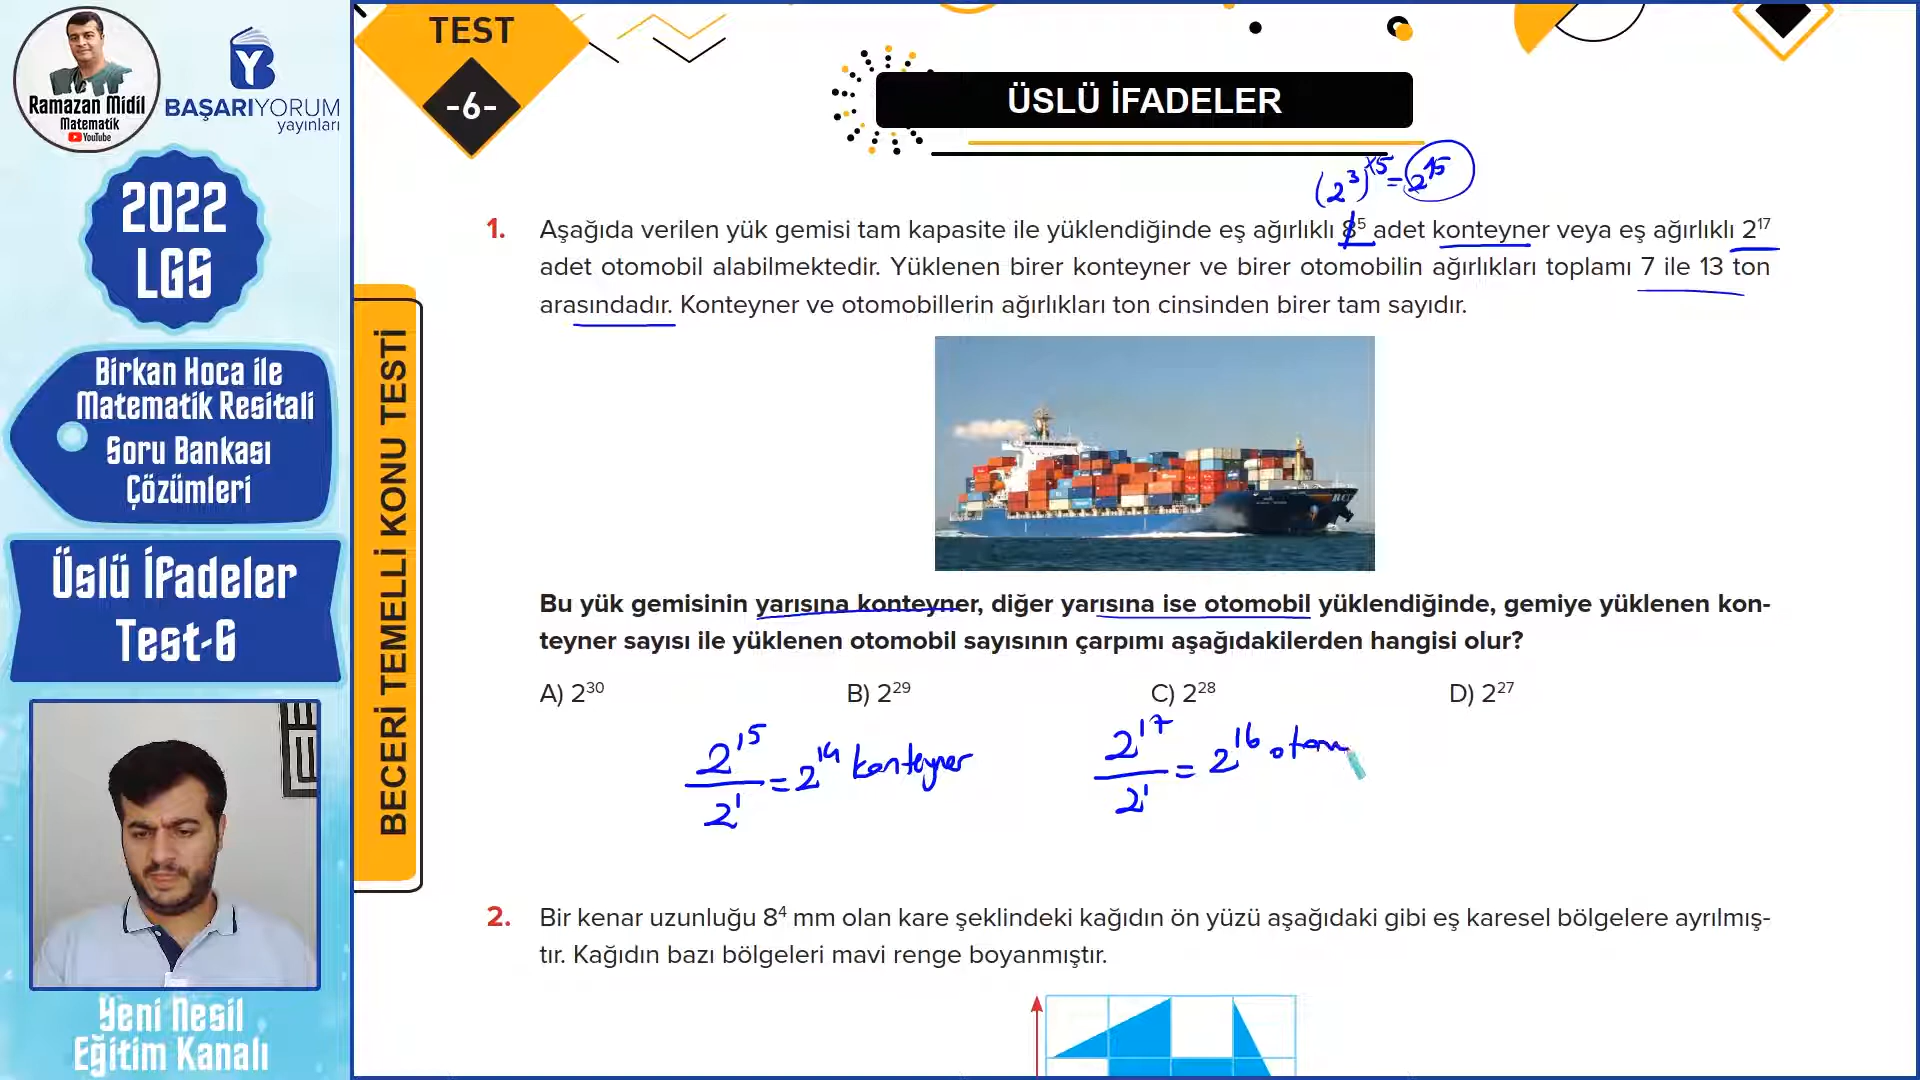 Ramazan Midil
Matematik
YouTube
BAŞARIYORUM
yayınları
2022
LGS
Birkan Hoca ile
Matematik Resitali
Soru Bankası
Çözümleri
Üslü İfadeler
Test-6
Yeni Nesil
Eğitim Kanalı
TEST
-6-
BECERİ TEMELLİ KONU TESTİ
ÜSLÜ İFADELER
(2³)ˣ⁵=2¹⁵
1. Aşağıda verilen yük gemisi tam kapasite ile yüklendiğinde eş ağırlıklı 8⁵ adet konteyner veya eş ağırlıklı 2¹⁷
adet otomobil alabilmektedir. Yüklenen birer konteyner ve birer otomobilin ağırlıkları toplamı 7 ile 13 ton
arasındadır. Konteyner ve otomobillerin ağırlıkları ton cinsinden birer tam sayıdır.
Bu yük gemisinin yarısına konteyner, diğer yarısına ise otomobil yüklendiğinde, gemiye yüklenen kon-
teyner sayısı ile yüklenen otomobil sayısının çarpımı aşağıdakilerden hangisi olur?
A) 2³⁰ B) 2²⁹ C) 2²⁸ D) 2²⁷
2¹⁵/2¹ = 2¹⁴ konteyner 2¹⁷/2¹ = 2¹⁶ otom
2. Bir kenar uzunluğu 8⁴ mm olan kare şeklindeki kağıdın ön yüzü aşağıdaki gibi eş karesel bölgelere ayrılmış-
tır. Kağıdın bazı bölgeleri mavi renge boyanmıştır.